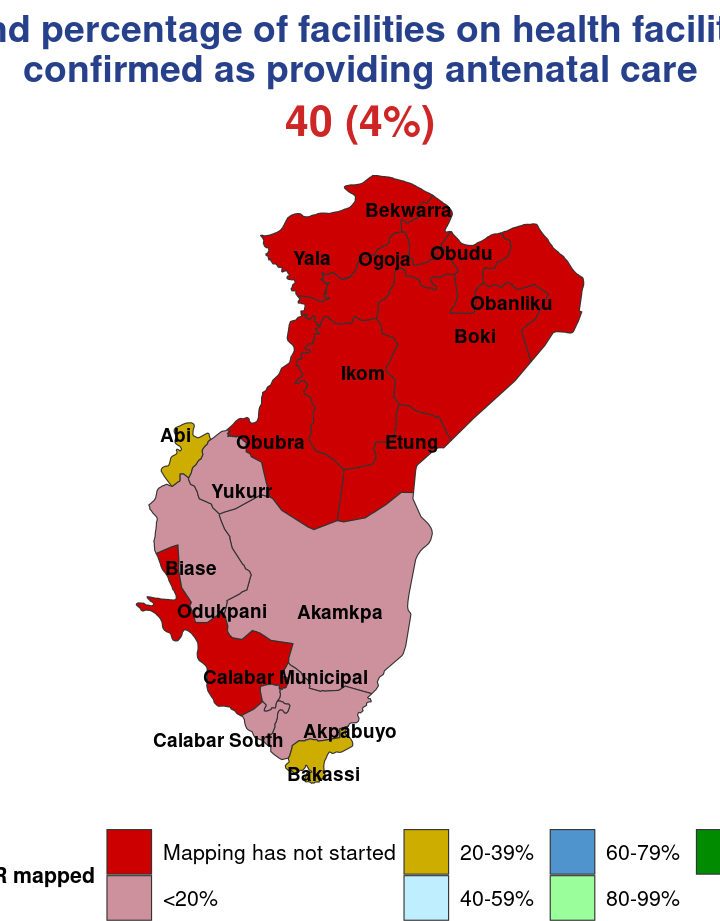 percentage of facilities on health
confirmed as providing antenatal care
40 (4%)
Bekwarra
Yala
Ogoja
Obudu
Obanliku
Boki
Ikom
Abi
Obubra
Etung
Yukurr
Biase
Odukpani
Akamkpa
Calabar Municipal
Calabar South
Akpabuyo
Bakassi
mapped
Mapping has not started
20-39%
60-79%
<20%
40-59%
80-99%